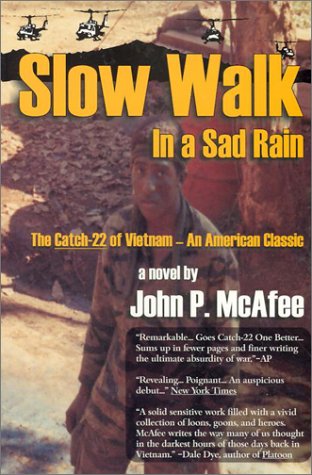 Slow Walk
In a Sad Rain
The Catch-22 of Vietnam – An American Classic
a novel by
John P. McAfee
"Remarkable... Goes Catch-22 One Better...
Sums up in fewer pages and finer writing
the ultimate absurdity of war."–AP
"Revealing... Poignant... An auspicious
debut..." New York Times
"A solid sensitive work filled with a vivid
collection of loons, goons, and heroes.
McAfee writes the way many of us thought
in the darkest hours of those days back in
Vietnam." –Dale Dye, author of Platoon